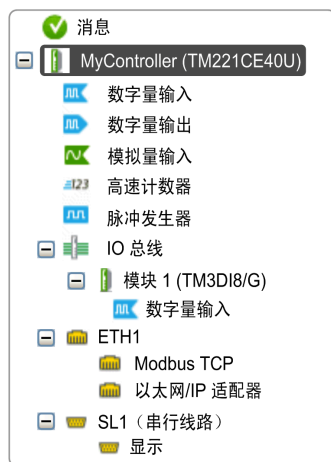 消息
MyController (TM221CE40U)
数字量输入
数字量输出
模拟量输入
123 高速计数器
脉冲发生器
IO 总线
模块 1 (TM3DI8/G)
数字量输入
ETH1
Modbus TCP
以太网/IP 适配器
SL1（串行线路）
显示